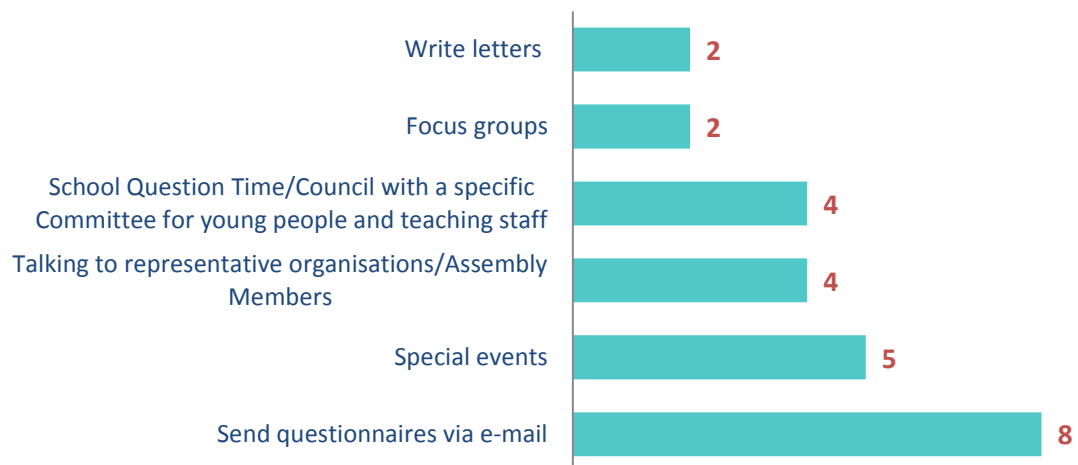 Write letters
2
Focus groups
2
School Question Time/Council with a specific
Committee for young people and teaching staff
4
Talking to representative organisations/Assembly
Members
4
Special events
5
Send questionnaires via e-mail
8